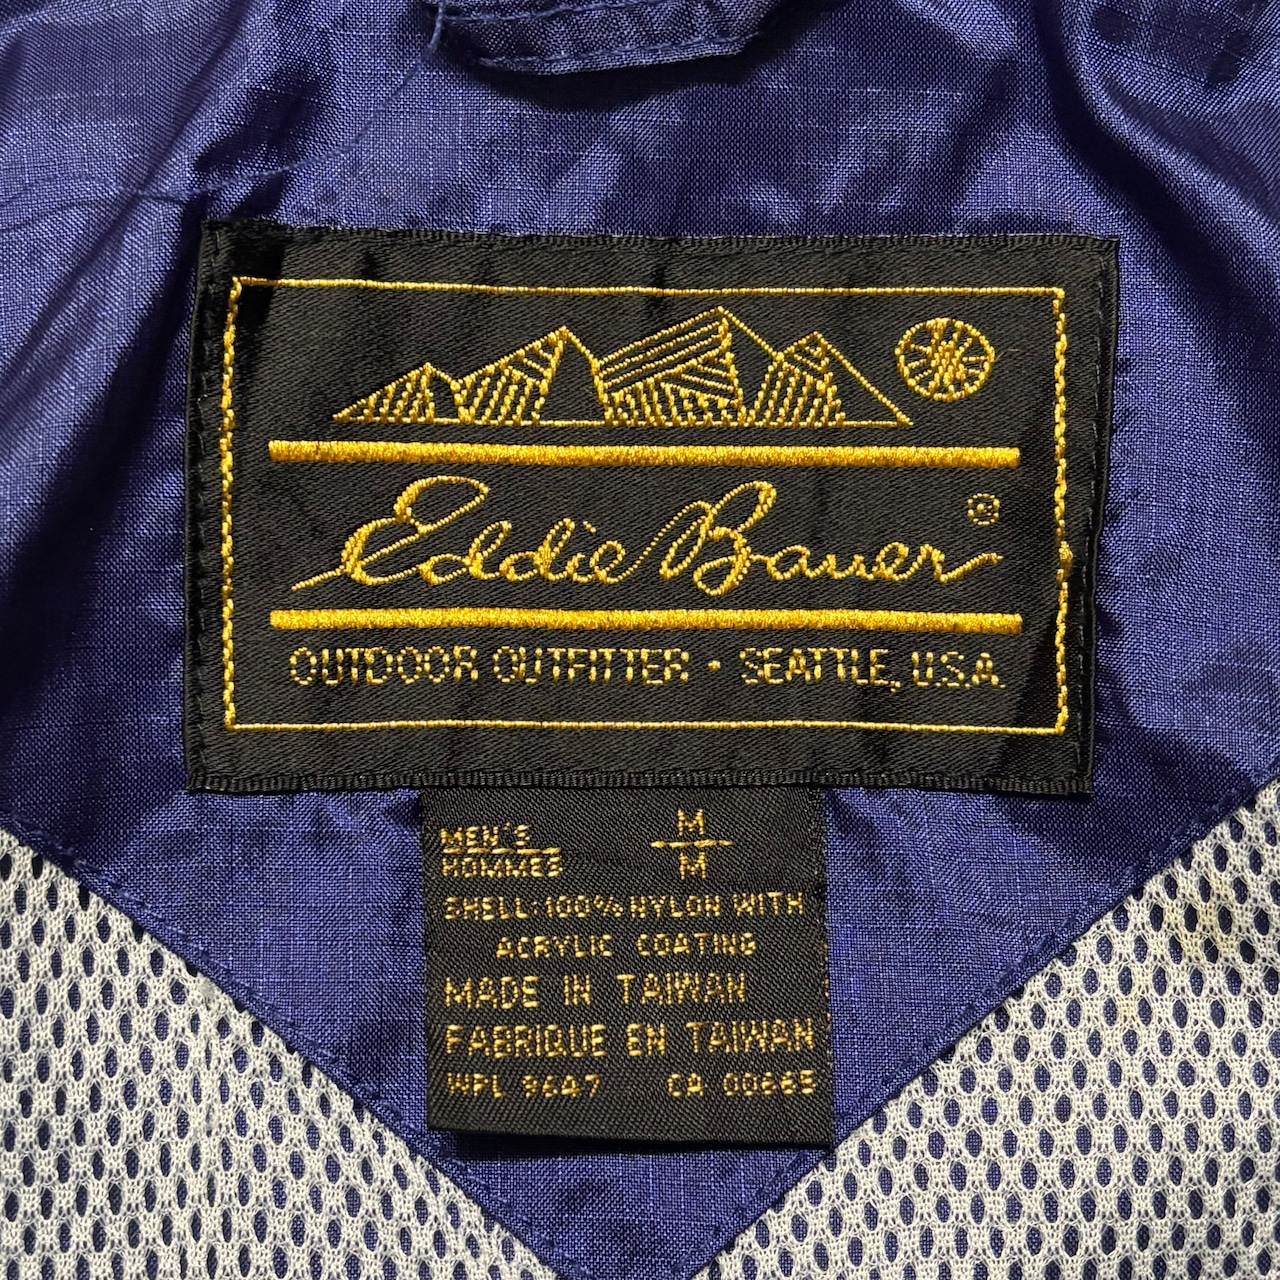 Eddie Bauer®
OUTDOOR OUTFITTER • SEATTLE, U.S.A.
MEN'S M
HOMMES M
SHELL: 100% NYLON WITH
ACRYLIC COATING
MADE IN TAIWAN
FABRIQUE EN TAIWAN
WPL 9647 CA 00665